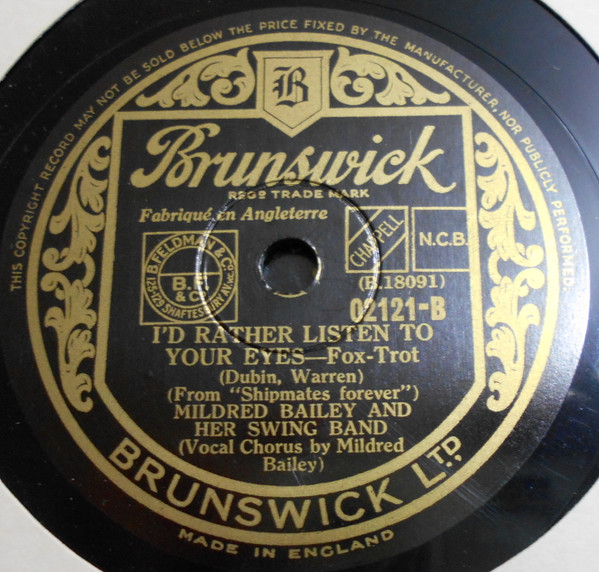 THIS COPYRIGHT RECORD MAY NOT BE SOLD BELOW THE PRICE FIXED BY THE MANUFACTURER, NOR PUBLICLY PERFORMED.
B
Brunswick
REGD TRADE MARK
Fabriqué en Angleterre
B. FELDMAN & CO
B.F.
& CO
125-129 SHAFTESBURY AV.
CHAPPELL
N.C.B.
(B.18091)
02121-B
I'D RATHER LISTEN TO
YOUR EYES—Fox-Trot
(Dubin, Warren)
(From "Shipmates forever")
MILDRED BAILEY AND
HER SWING BAND
(Vocal Chorus by Mildred
Bailey)
BRUNSWICK LTD.
MADE IN ENGLAND